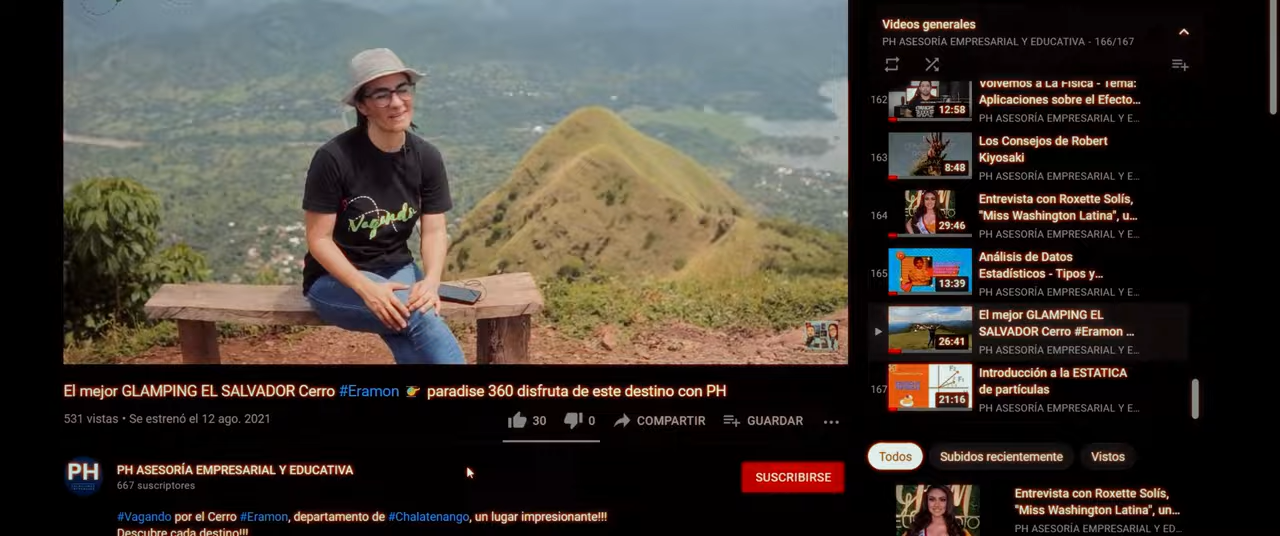 Vagando
El mejor GLAMPING EL SALVADOR Cerro #Eramon 👉 paradise 360 disfruta de este destino con PH
531 vistas • Se estrenó el 12 ago. 2021
30
0
COMPARTIR
GUARDAR
PH
PH ASESORÍA EMPRESARIAL Y EDUCATIVA
667 suscriptores
SUSCRIBIRSE
#Vagando por el Cerro #Eramon, departamento de #Chalatenango, un lugar impresionante!!!
Descubre cada destino!!!
Videos generales
PH ASESORÍA EMPRESARIAL Y EDUCATIVA - 166/167
162
12:58
Volvemos a La Física - Tema:
Aplicaciones sobre el Efecto...
PH ASESORÍA EMPRESARIAL Y E...
163
8:48
Los Consejos de Robert
Kiyosaki
PH ASESORÍA EMPRESARIAL Y E...
164
29:46
Entrevista con Roxette Solís,
"Miss Washington Latina", u...
PH ASESORÍA EMPRESARIAL Y E...
165
13:39
Análisis de Datos
Estadísticos - Tipos y...
PH ASESORÍA EMPRESARIAL Y E...
26:41
El mejor GLAMPING EL
SALVADOR Cerro #Eramon ...
PH ASESORÍA EMPRESARIAL Y E...
167
21:16
Introducción a la ESTATICA
de partículas
PH ASESORÍA EMPRESARIAL Y E...
Todos
Subidos recientemente
Vistos
Entrevista con Roxette Solís,
"Miss Washington Latina", un...
PH ASESORÍA EMPRESARIAL Y ED...